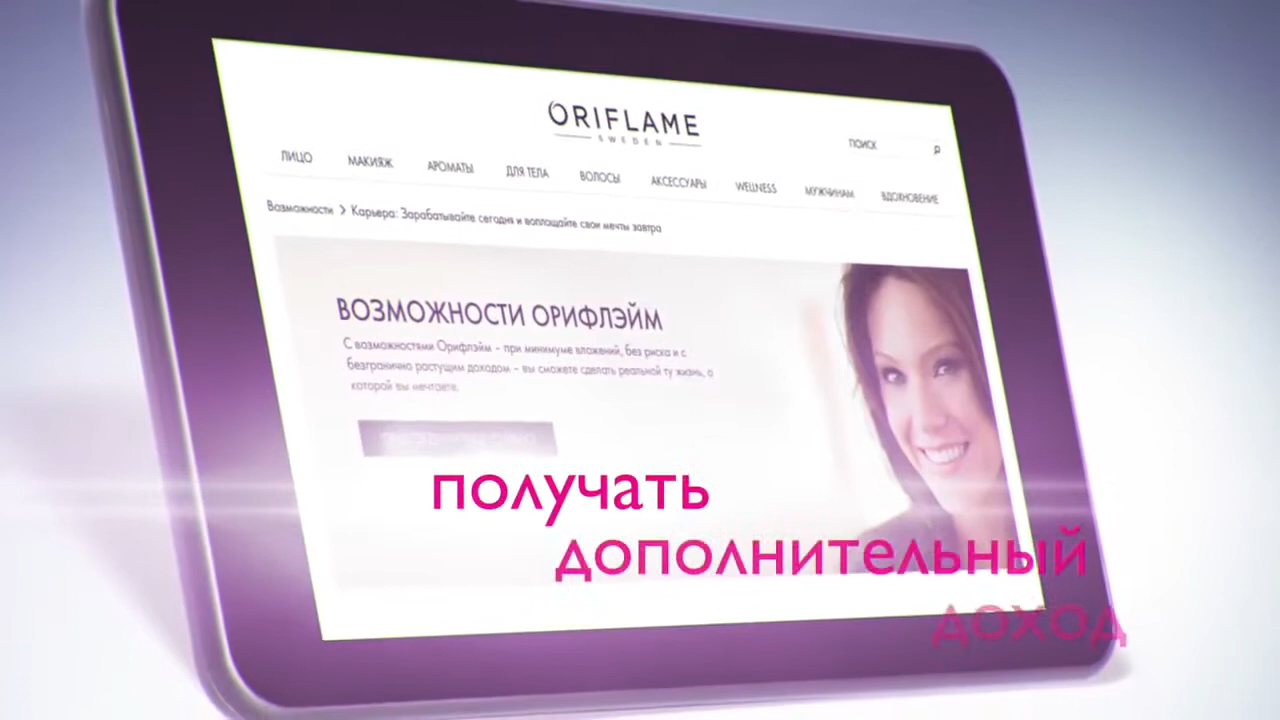 ORIFLAME
SWEDEN
ПОИСК
ЛИЦО МАКИЯЖ АРОМАТЫ ДЛЯ ТЕЛА ВОЛОСЫ АКСЕССУАРЫ WELLNESS МУЖЧИНАМ ВДОХНОВЕНИЕ
Возможности > Карьера: Зарабатывайте сегодня и воплощайте свои мечты завтра
ВОЗМОЖНОСТИ ОРИФЛЭЙМ
С возможностями Орифлэйм – при минимуме вложений, без риска и с
безгранично растущим доходом – вы сможете сделать реальной ту жизнь, о
которой вы мечтаете.
получать
дополнительный
доход